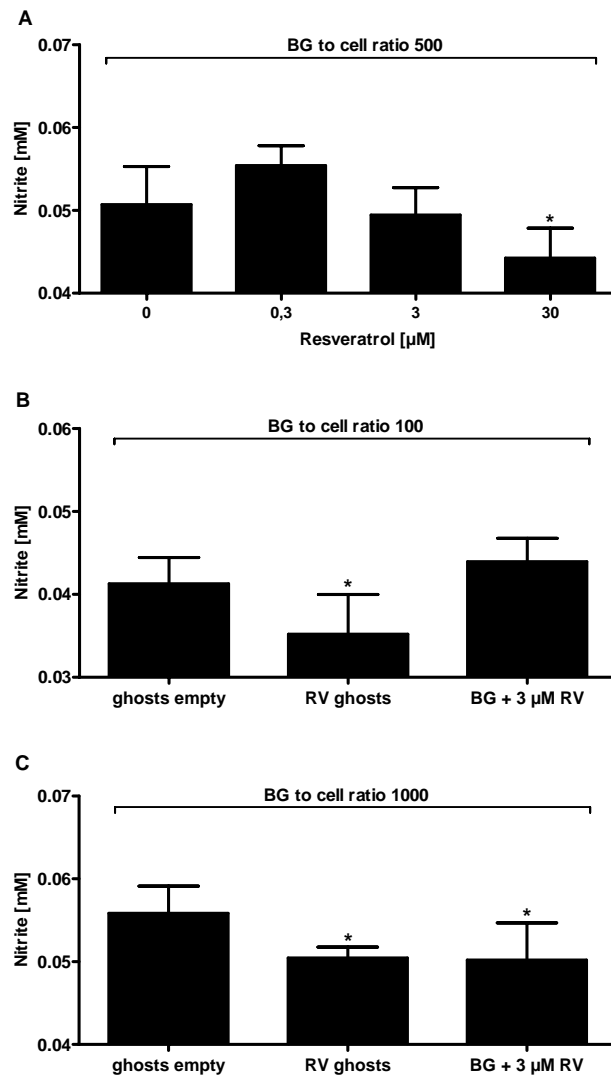 A
BG to cell ratio 500
Nitrite [mM]
0.07
0.06
0.05
0.04
*
0 0,3 3 30
Resveratrol [µM]
B
BG to cell ratio 100
Nitrite [mM]
0.06
0.05
0.04
0.03
*
ghosts empty RV ghosts BG + 3 µM RV
C
BG to cell ratio 1000
Nitrite [mM]
0.07
0.06
0.05
0.04
* *
ghosts empty RV ghosts BG + 3 µM RV